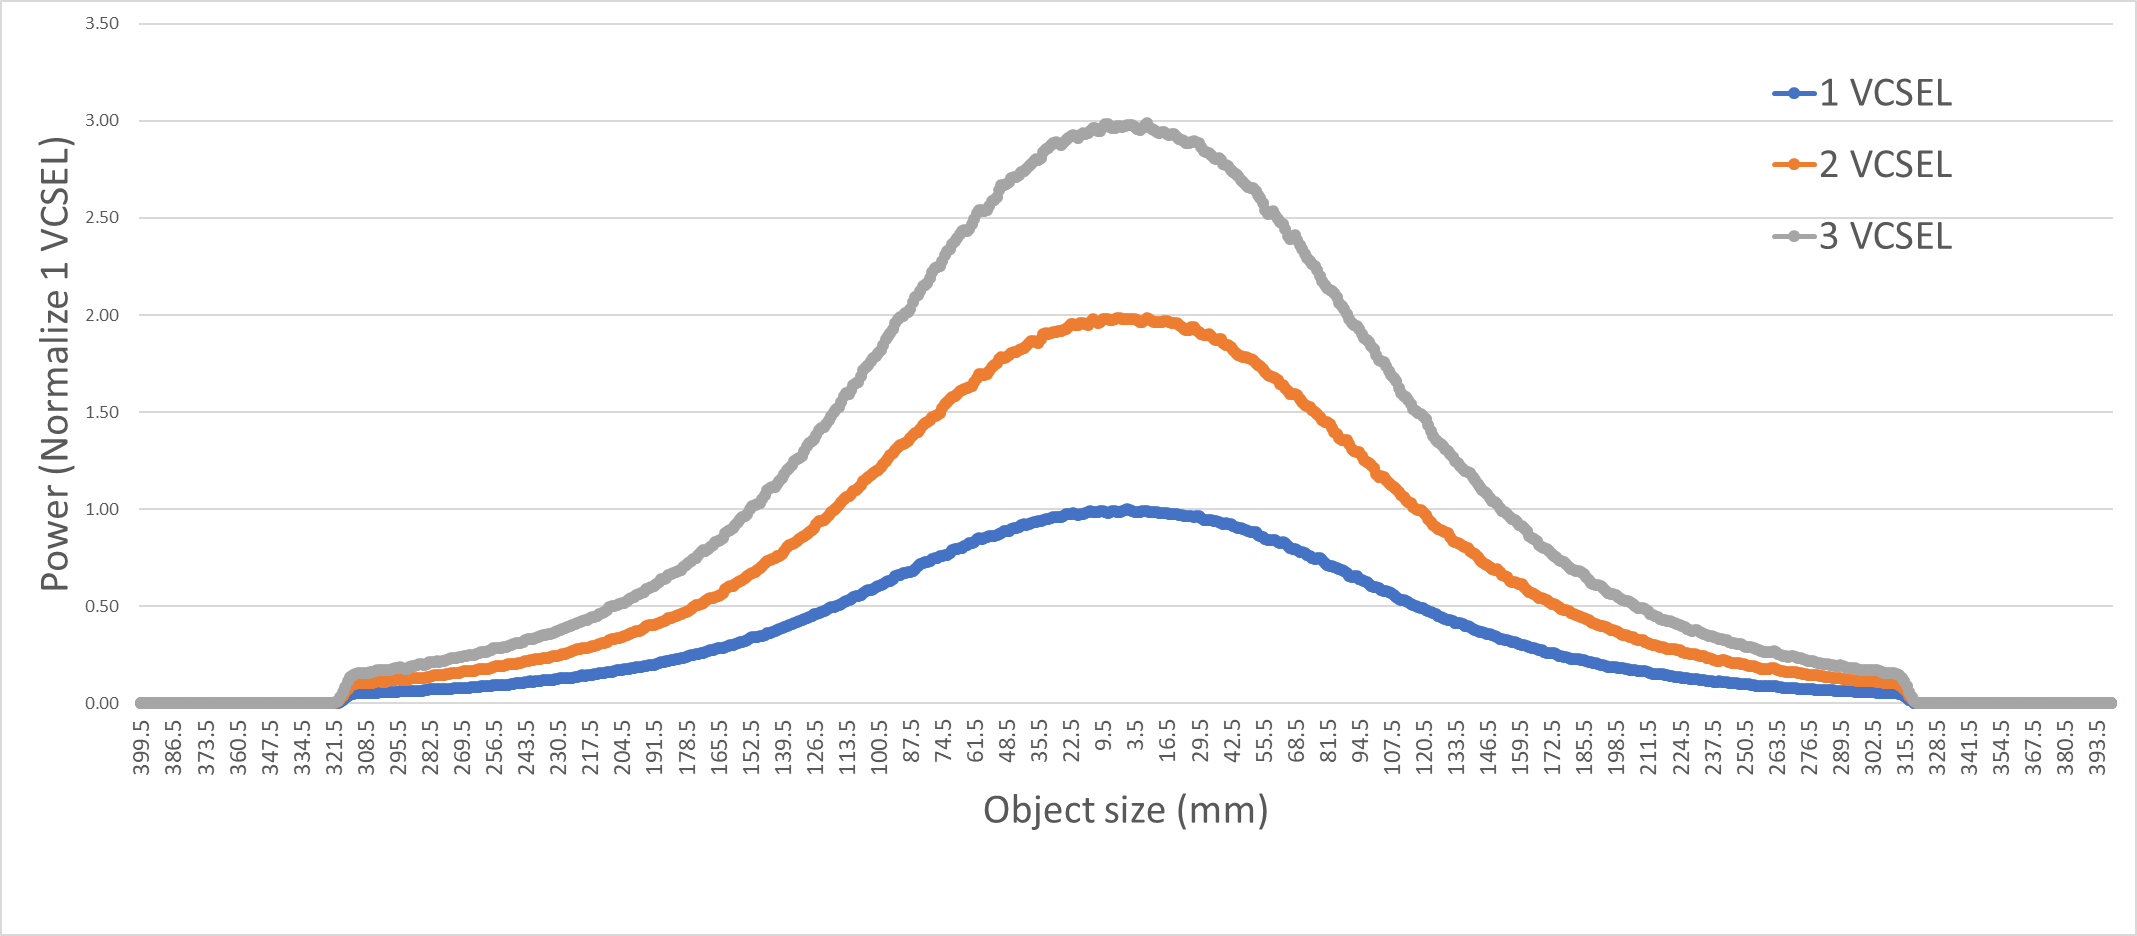 3.50
3.00
2.50
2.00
1.50
1.00
0.50
0.00
Power (Normalize 1 VCSEL)
1 VCSEL
2 VCSEL
3 VCSEL
399.5 386.5 373.5 360.5 347.5 334.5 321.5 308.5 295.5 282.5 269.5 256.5 243.5 230.5 217.5 204.5 191.5 178.5 165.5 152.5 139.5 126.5 113.5 100.5 87.5 74.5 61.5 48.5 35.5 22.5 9.5 3.5 16.5 29.5 42.5 55.5 68.5 81.5 94.5 107.5 120.5 133.5 146.5 159.5 172.5 185.5 198.5 211.5 224.5 237.5 250.5 263.5 276.5 289.5 302.5 315.5 328.5 341.5 354.5 367.5 380.5 393.5
Object size (mm)